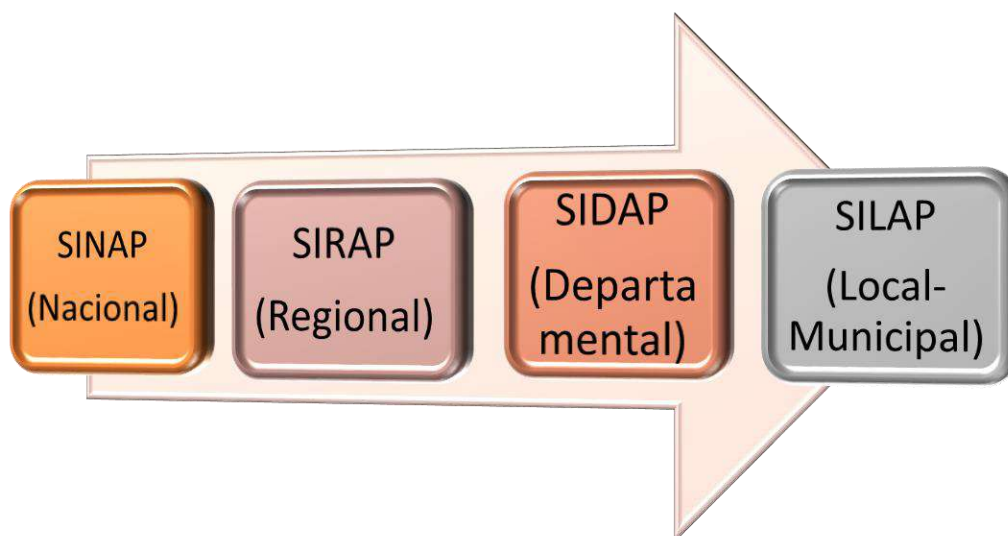 SINAP
(Nacional)
SIRAP
(Regional)
SIDAP
(Departa
mental)
SILAP
(Local-
Municipal)